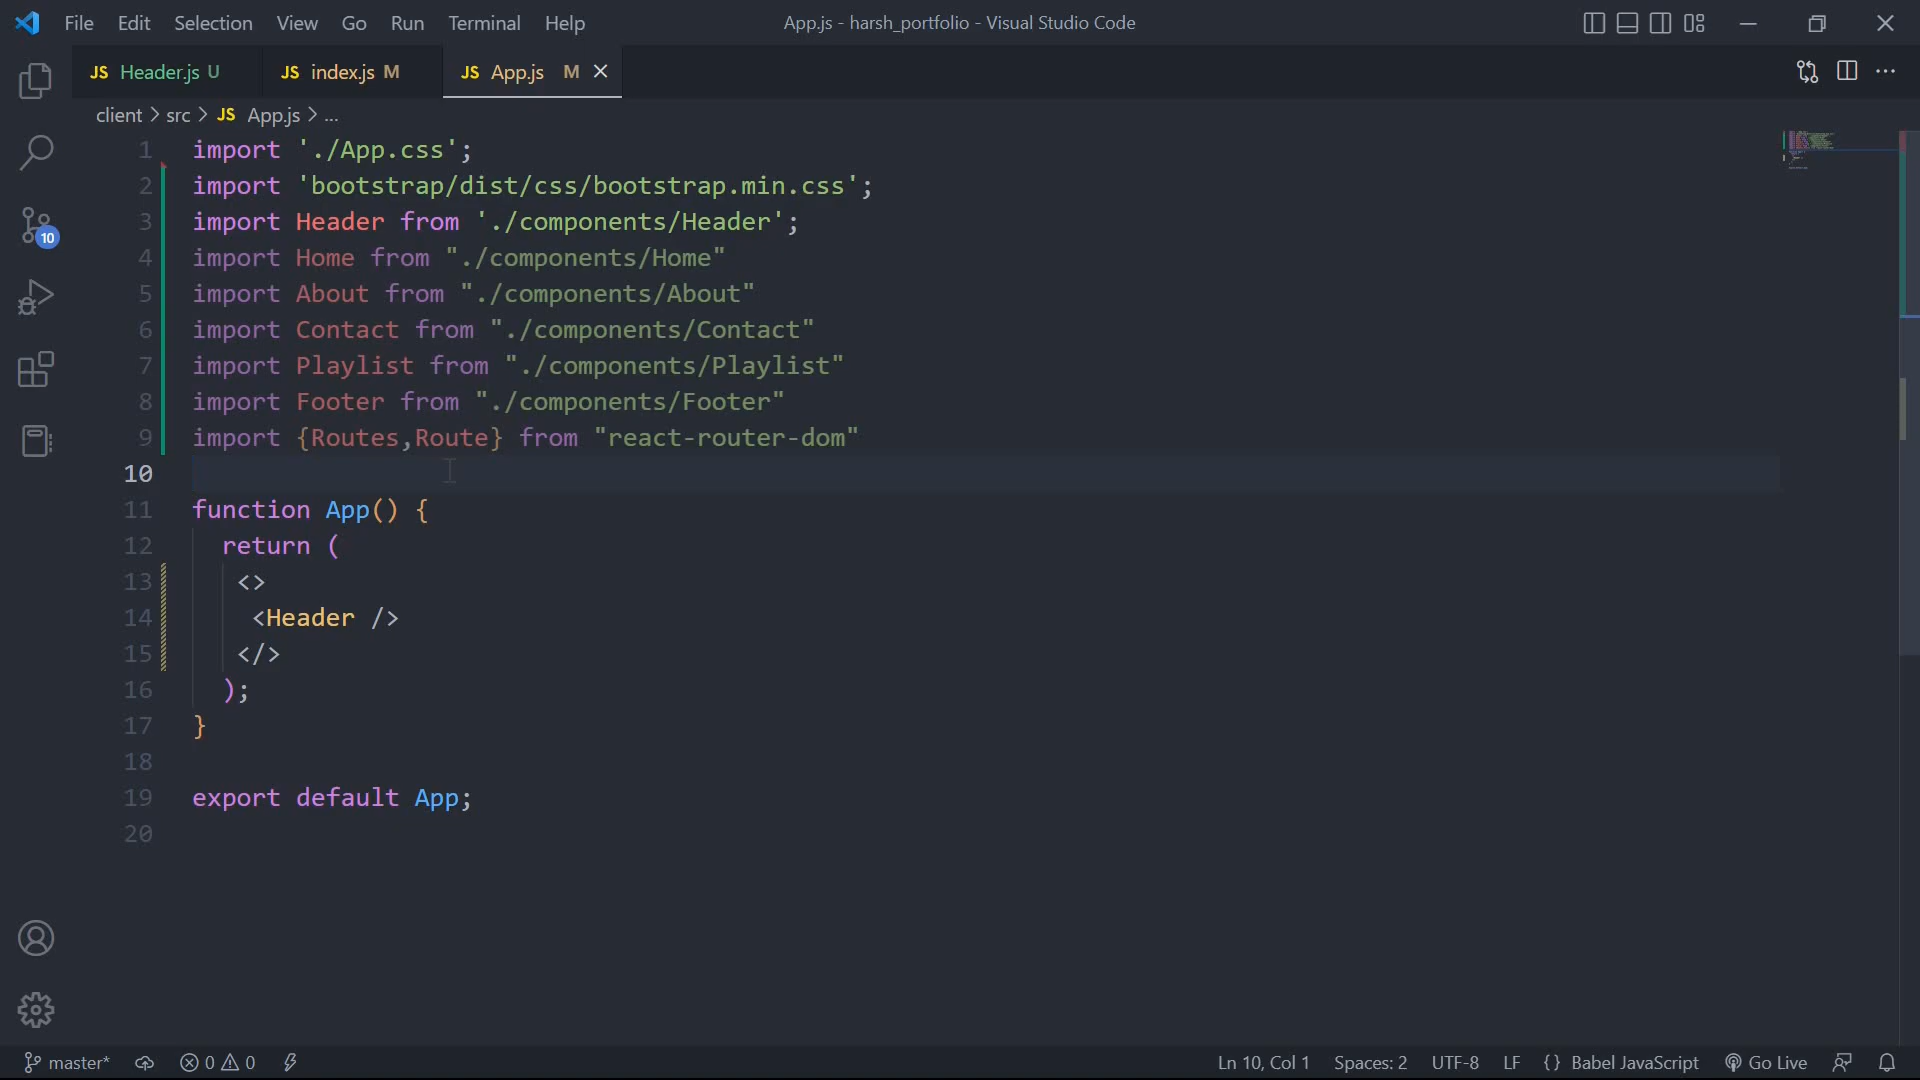 File Edit Selection View Go Run Terminal Help App.js - harsh_portfolio - Visual Studio Code
JS Header.js U JS index.js M JS App.js M
client > src > JS App.js > ...
1 import './App.css';
2 import 'bootstrap/dist/css/bootstrap.min.css';
3 import Header from './components/Header';
4 import Home from "./components/Home"
5 import About from "./components/About"
6 import Contact from "./components/Contact"
7 import Playlist from "./components/Playlist"
8 import Footer from "./components/Footer"
9 import {Routes,Route} from "react-router-dom"
10
11 function App() {
12 return (
13 <>
14 <Header />
15 </>
16 );
17 }
18
19 export default App;
20
10
master* 0 0 Ln 10, Col 1 Spaces: 2 UTF-8 LF {} Babel JavaScript Go Live